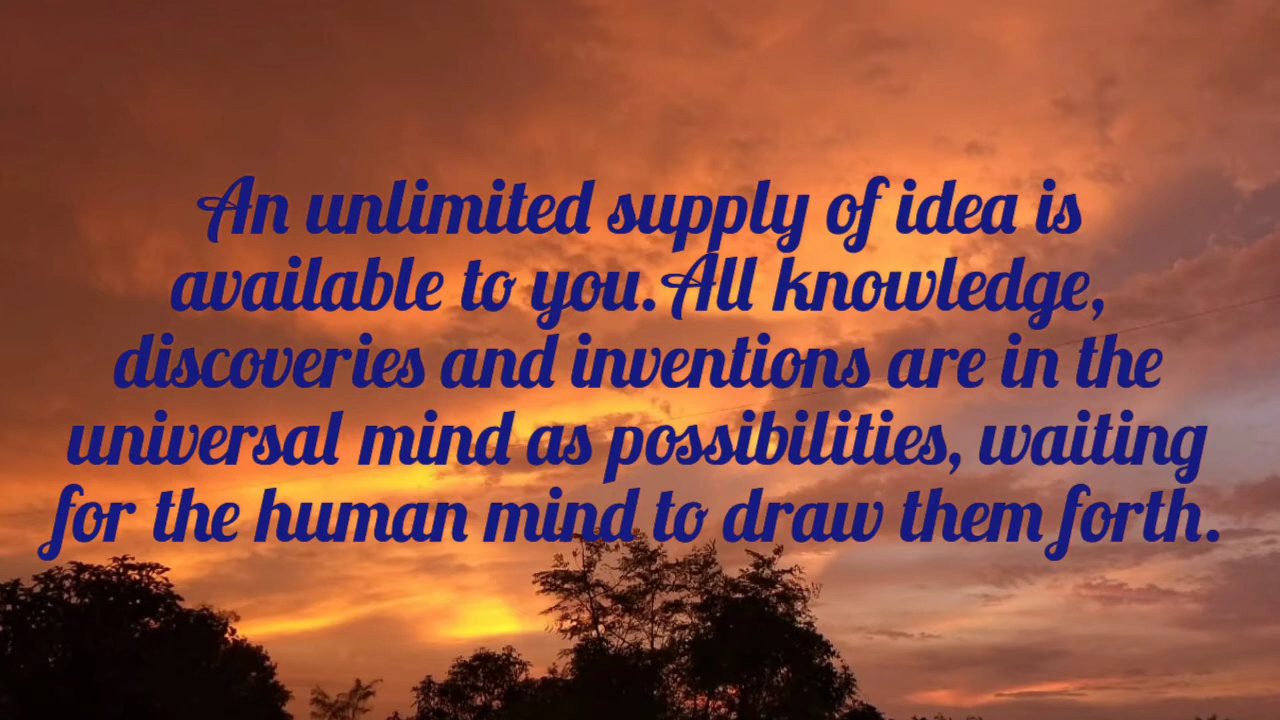 An unlimited supply of idea is
available to you.All knowledge,
discoveries and inventions are in the
universal mind as possibilities, waiting
for the human mind to draw them forth.